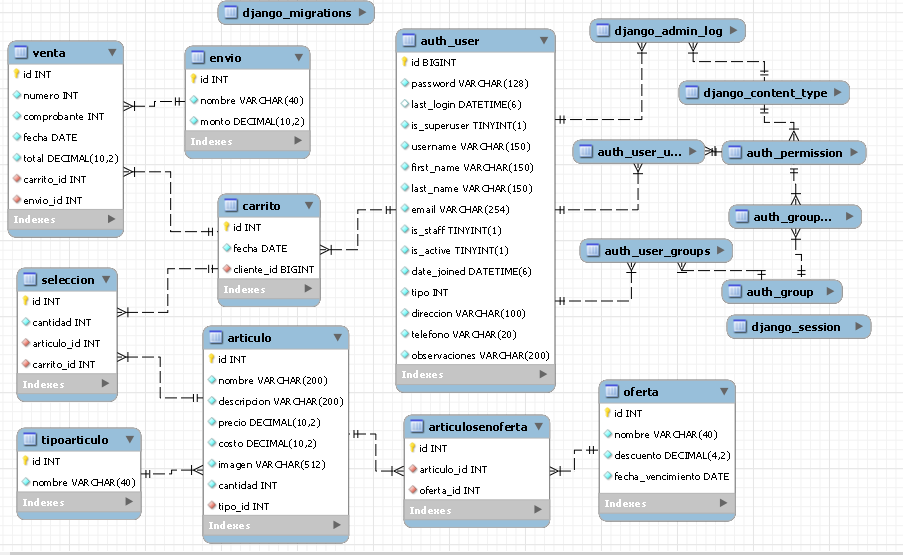 django_migrations
venta
id INT
numero INT
comprobante INT
fecha DATE
total DECIMAL(10,2)
carrito_id INT
envio_id INT
Indexes
envio
id INT
nombre VARCHAR(40)
monto DECIMAL(10,2)
Indexes
carrito
id INT
fecha DATE
cliente_id BIGINT
Indexes
seleccion
id INT
cantidad INT
articulo_id INT
carrito_id INT
Indexes
articulo
id INT
nombre VARCHAR(200)
descripcion VARCHAR(200)
precio DECIMAL(10,2)
costo DECIMAL(10,2)
imagen VARCHAR(512)
cantidad INT
tipo_id INT
Indexes
tipoarticulo
id INT
nombre VARCHAR(40)
Indexes
auth_user
id BIGINT
password VARCHAR(128)
last_login DATETIME(6)
is_superuser TINYINT(1)
username VARCHAR(150)
first_name VARCHAR(150)
last_name VARCHAR(150)
email VARCHAR(254)
is_staff TINYINT(1)
is_active TINYINT(1)
date_joined DATETIME(6)
tipo INT
direccion VARCHAR(100)
telefono VARCHAR(20)
observaciones VARCHAR(200)
Indexes
articulosenoferta
id INT
articulo_id INT
oferta_id INT
Indexes
oferta
id INT
nombre VARCHAR(40)
descuento DECIMAL(4,2)
fecha_vencimiento DATE
Indexes
django_admin_log
django_content_type
auth_user_u...
auth_permission
auth_group...
auth_user_groups
auth_group
django_session